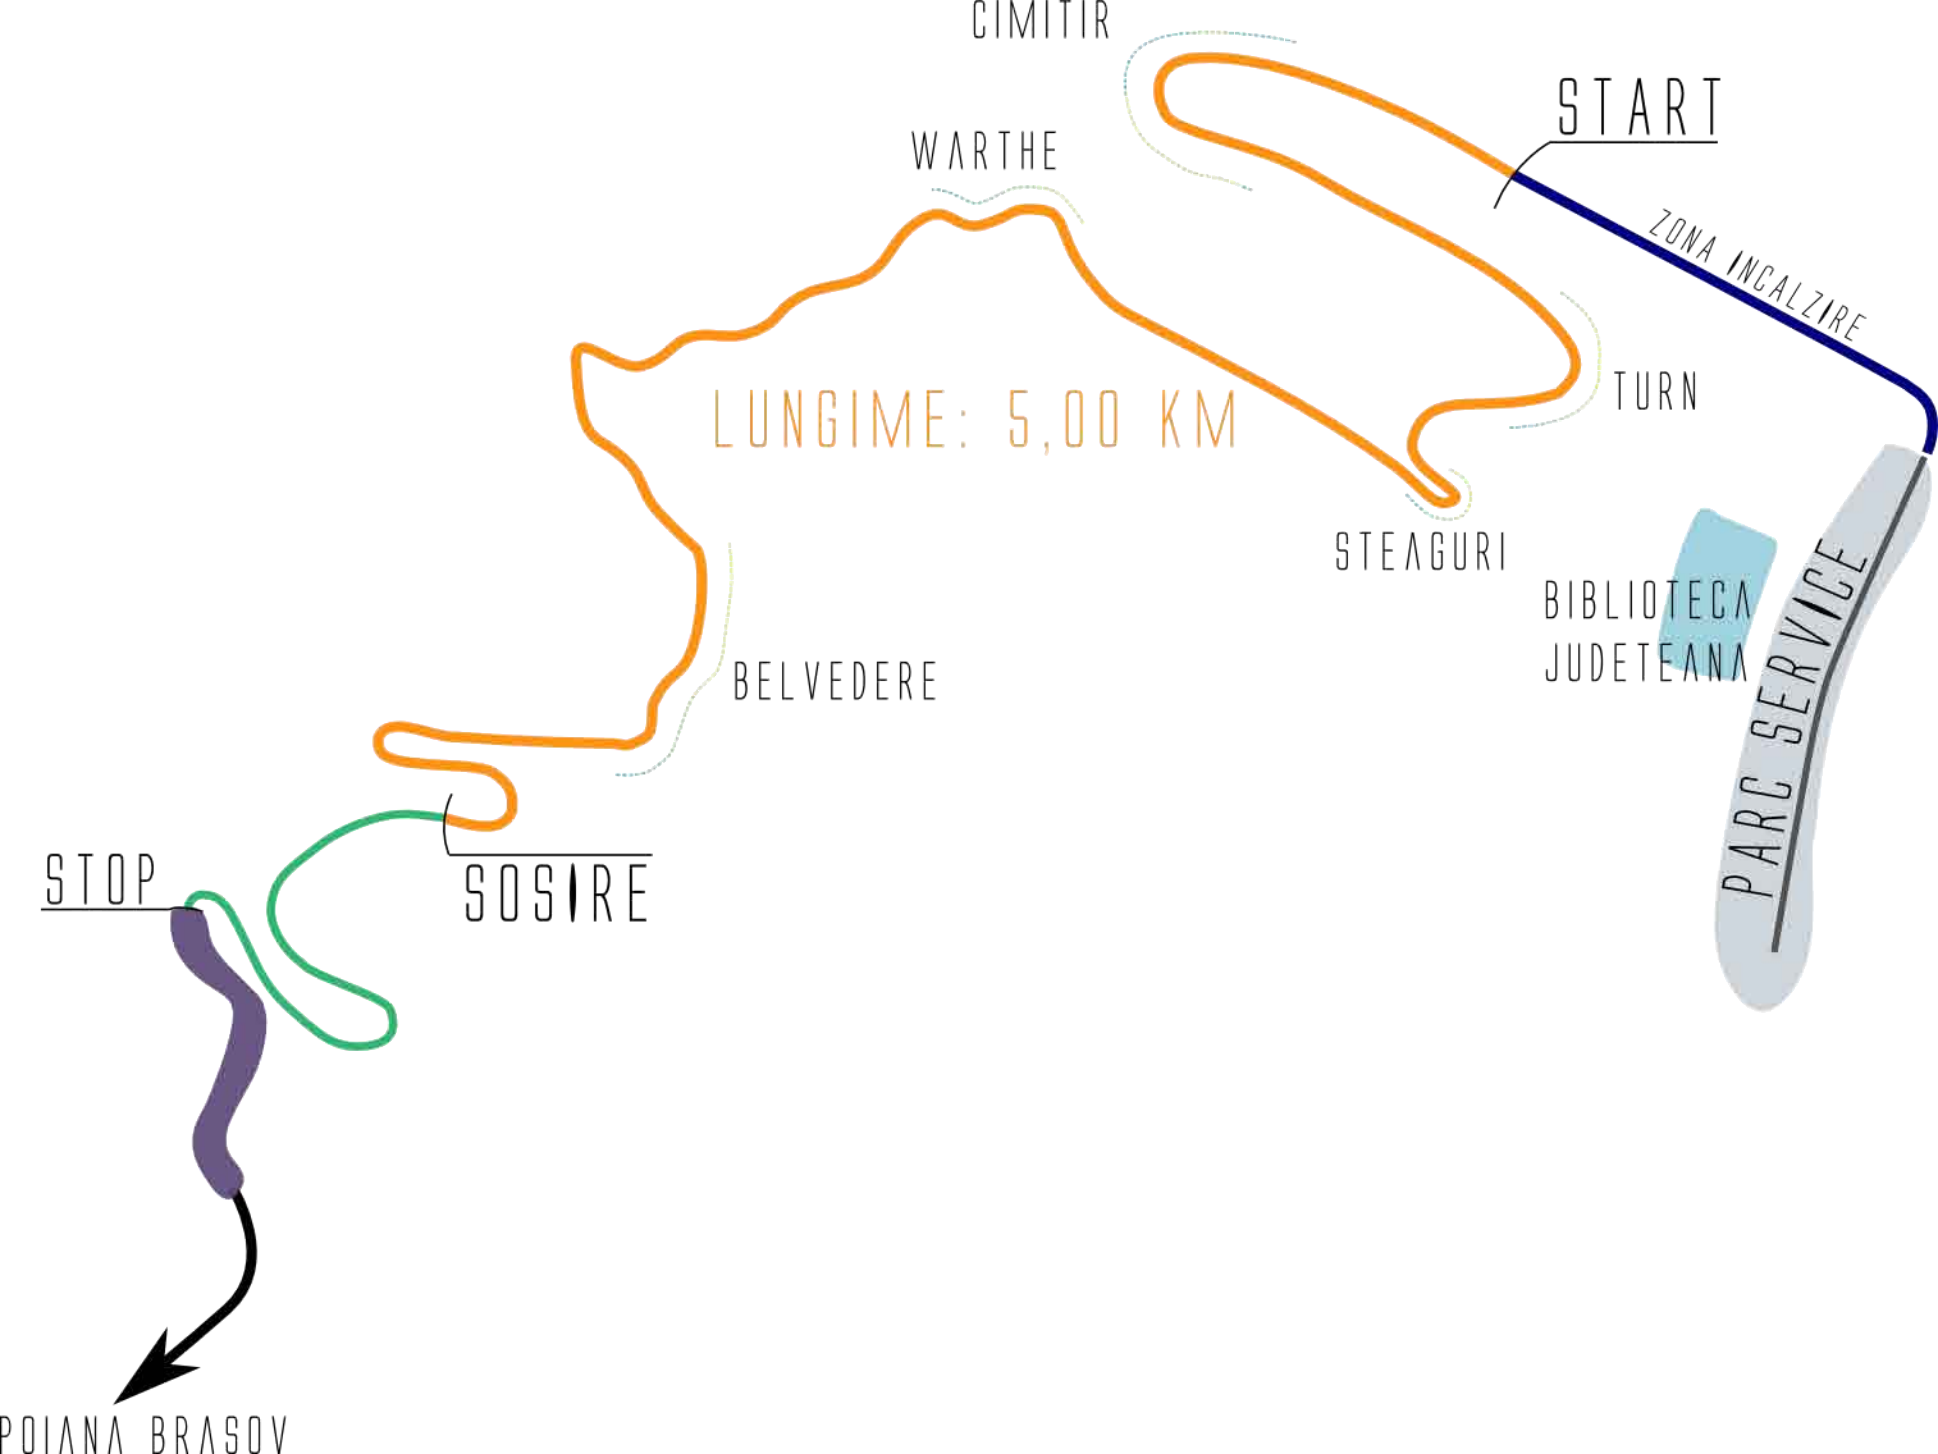 CIMITIR
START
WARTHE
ZONA INCALZIRE
TURN
LUNGIME: 5,00 KM
STEAGURI
BIBLIOTECA
JUDETEANA
PARC SERVICE
BELVEDERE
STOP
SOSIRE
POIANA BRASOV